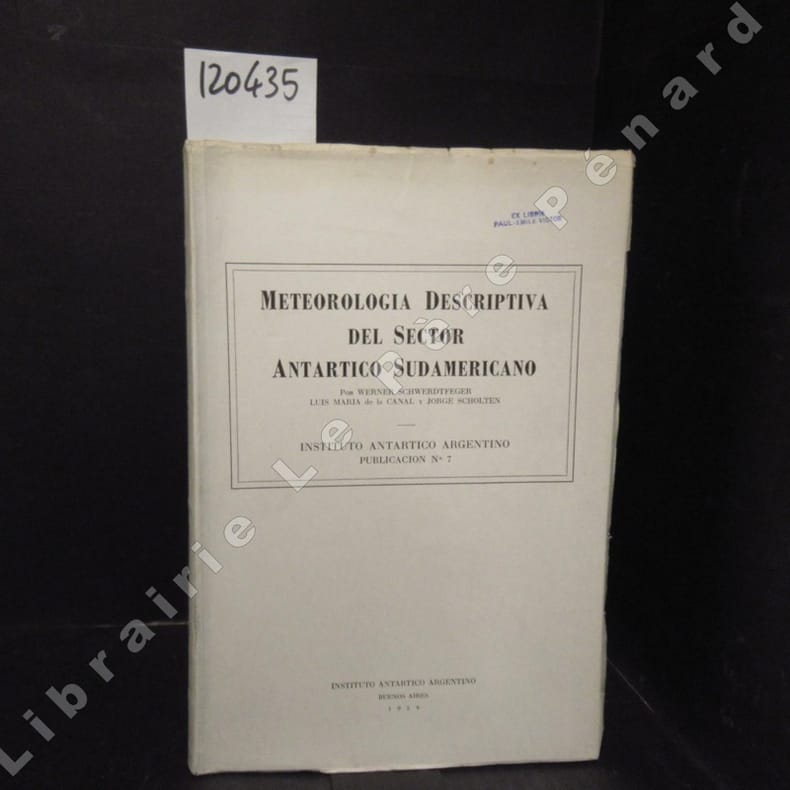 120435
EX LIBRIS
PAUL-EMILE VICTOR
METEOROLOGIA DESCRIPTIVA
DEL SECTOR
ANTARTICO SUDAMERICANO
POR WERNER SCHWERDTFEGER
LUIS MARIA de la CANAL y JORGE SCHOLTEN
INSTITUTO ANTARTICO ARGENTINO
PUBLICACION Nº 7
INSTITUTO ANTARTICO ARGENTINO
BUENOS AIRES
1959
Librairie Le Père Pénard